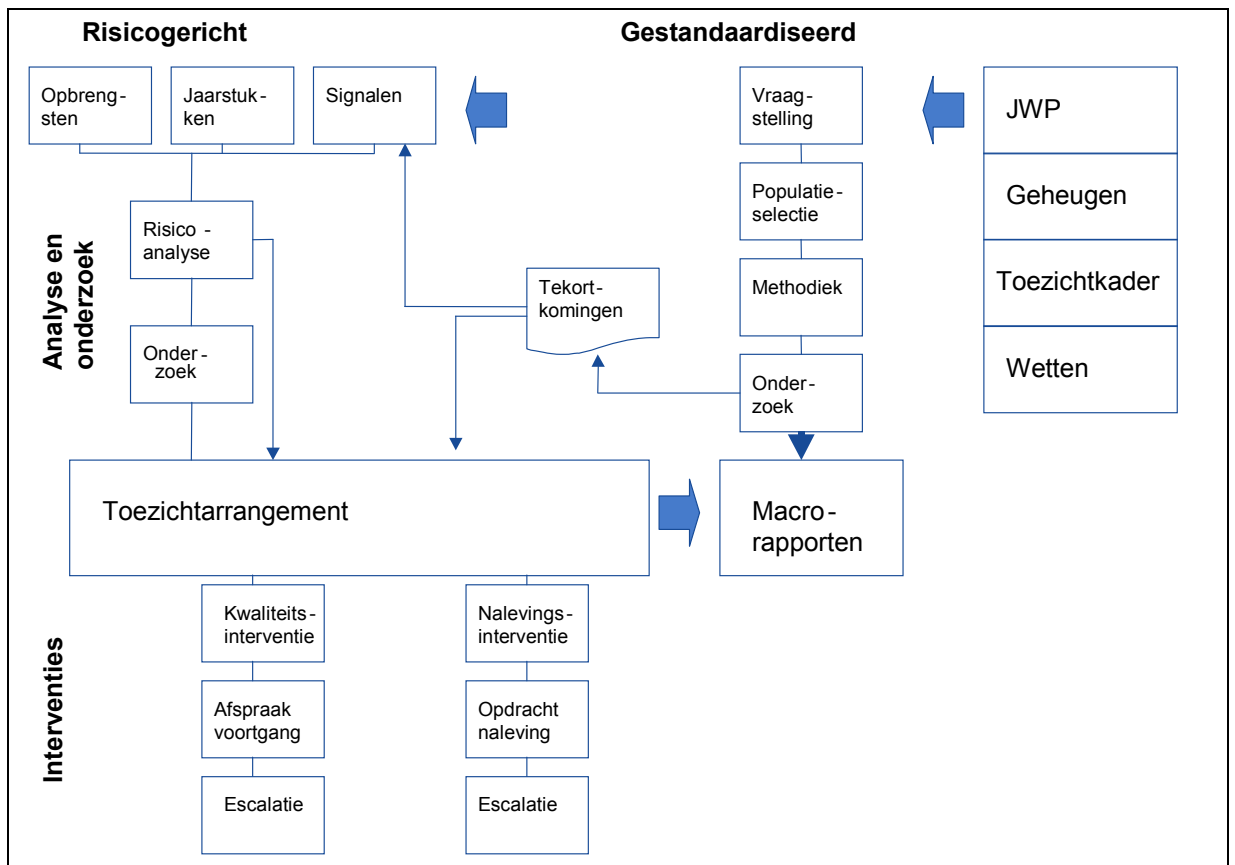 Risicogericht
Gestandaardiseerd
Opbreng-
sten
Jaarstuk-
ken
Signalen
Vraag-
stelling
JWP
Populatie-
selectie
Geheugen
Analyse en
onderzoek
Risico -
analyse
Tekort-
komingen
Methodiek
Toezichtkader
Onder -
zoek
Onder-
zoek
Wetten
Toezichtarrangement
Macro-
rapporten
Interventies
Kwaliteits-
interventie
Nalevings-
interventie
Afspraak
voortgang
Opdracht
naleving
Escalatie
Escalatie